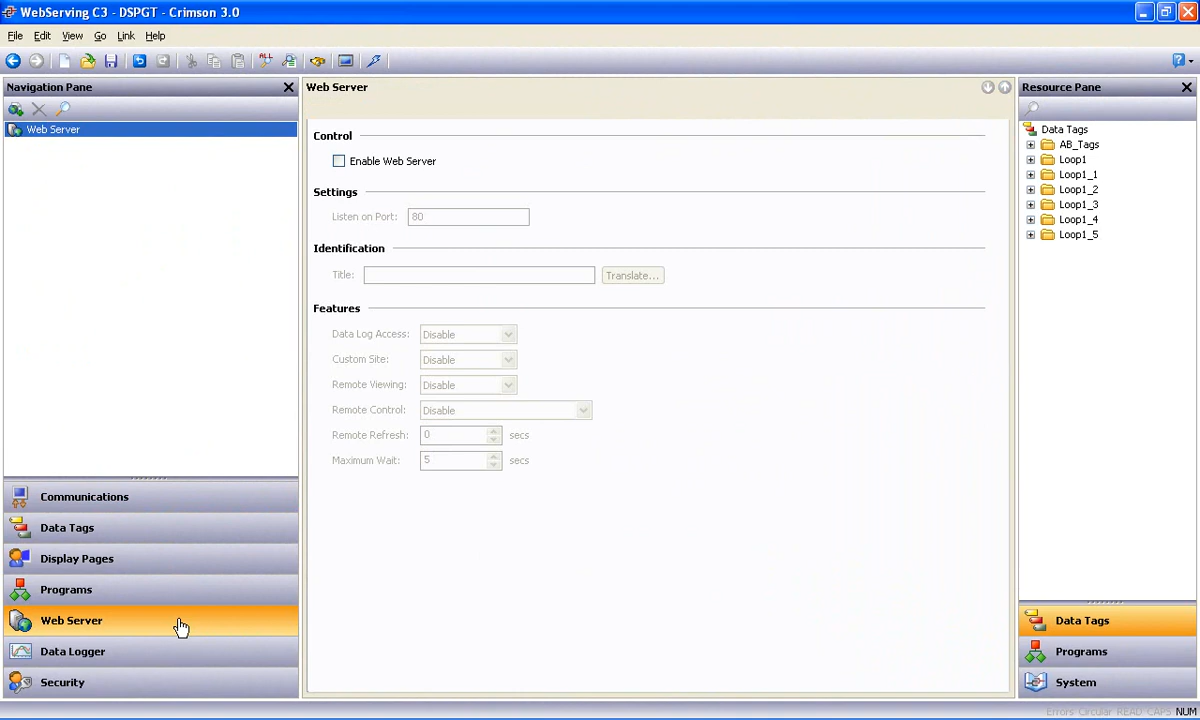 WebServing C3 - DSPGT - Crimson 3.0
File Edit View Go Link Help
Navigation Pane
Web Server
Resource Pane
Web Server
Control
Enable Web Server
Settings
Listen on Port: 80
Identification
Title: Translate...
Features
Data Log Access: Disable
Custom Site: Disable
Remote Viewing: Disable
Remote Control: Disable
Remote Refresh: 0 secs
Maximum Wait: 5 secs
Data Tags
AB_Tags
Loop1
Loop1_1
Loop1_2
Loop1_3
Loop1_4
Loop1_5
Communications
Data Tags
Display Pages
Programs
Web Server
Data Logger
Security
Data Tags
Programs
System
Errors Circular READ CAPS NUM